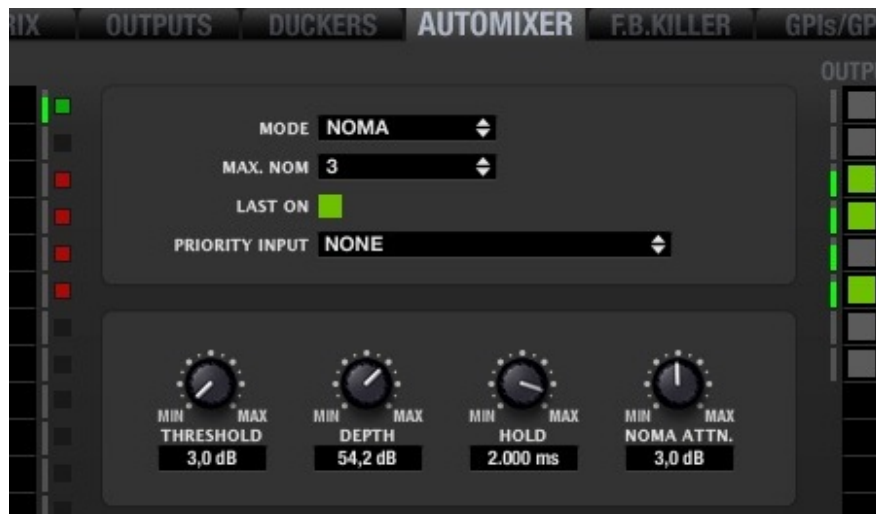 RIX OUTPUTS DUCKERS AUTOMIXER F.B.KILLER GPIs/GP
OUTP
MODE NOMA
MAX. NOM 3
LAST ON
PRIORITY INPUT NONE
MIN MAX MIN MAX MIN MAX MIN MAX
THRESHOLD DEPTH HOLD NOMA ATTN.
3,0 dB 54,2 dB 2.000 ms 3,0 dB